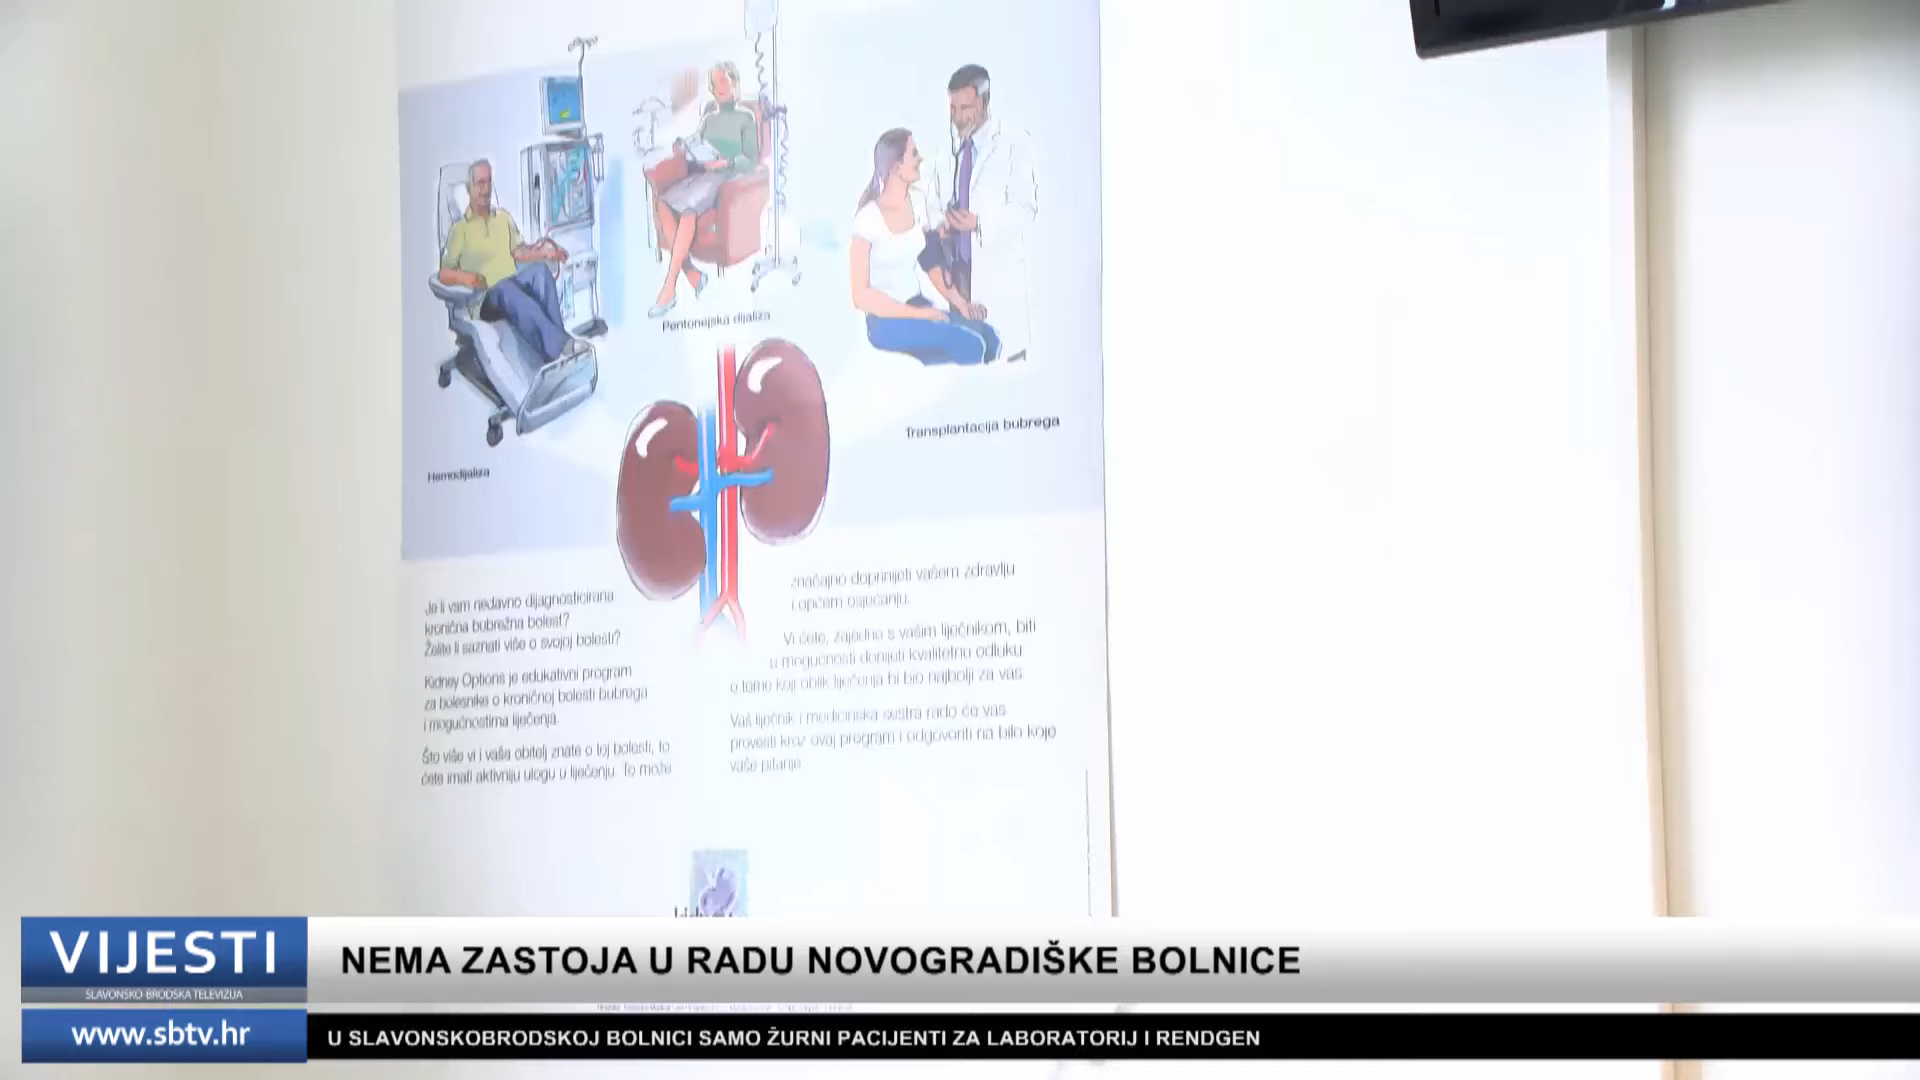 Peritonejska dijaliza
Transplantacija bubrega
Hemodijaliza
Je li vam nedavno dijagnosticirana
kronična bubrežna bolest?
Želite li saznati više o svojoj bolesti?
Kidney Options je edukativni program
za bolesnike o kroničnoj bolesti bubrega
i mogućnostima liječenja.
Što više vi i vaša obitelj znate o toj bolesti, to
ćete imati aktivniju ulogu u liječenju. To može
značajno doprinijeti vašem zdravlju
i općem osjećanju.
Vi ćete, zajedno s vašim liječnikom, biti
u mogućnosti donijeti kvalitetnu odluku
o tome koji oblik liječenja bi bio najbolji za vas.
Vaš liječnik i medicinska sestra rado će vas
provesti kroz ovaj program i odgovoriti na bilo koje
vaše pitanje.
VIJESTI
SLAVONSKO-BRODSKA TELEVIZIJA
NEMA ZASTOJA U RADU NOVOGRADIŠKE BOLNICE
www.sbtv.hr
U SLAVONSKOBRODSKOJ BOLNICI SAMO ŽURNI PACIJENTI ZA LABORATORIJ I RENDGEN